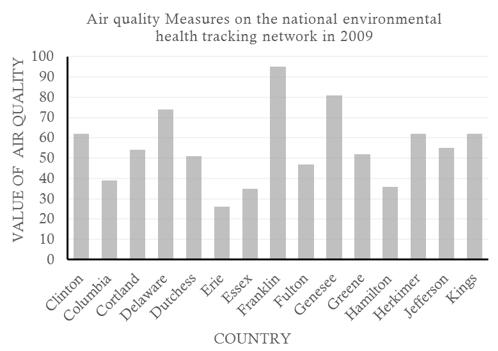 Air quality Measures on the national environmental
health tracking network in 2009
VALUE OF AIR QUALITY
100
90
80
70
60
50
40
30
20
10
0
Clinton
Columbia
Cortland
Delaware
Dutchess
Erie
Essex
Franklin
Fulton
Genesee
Greene
Hamilton
Herkimer
Jefferson
Kings
COUNTRY